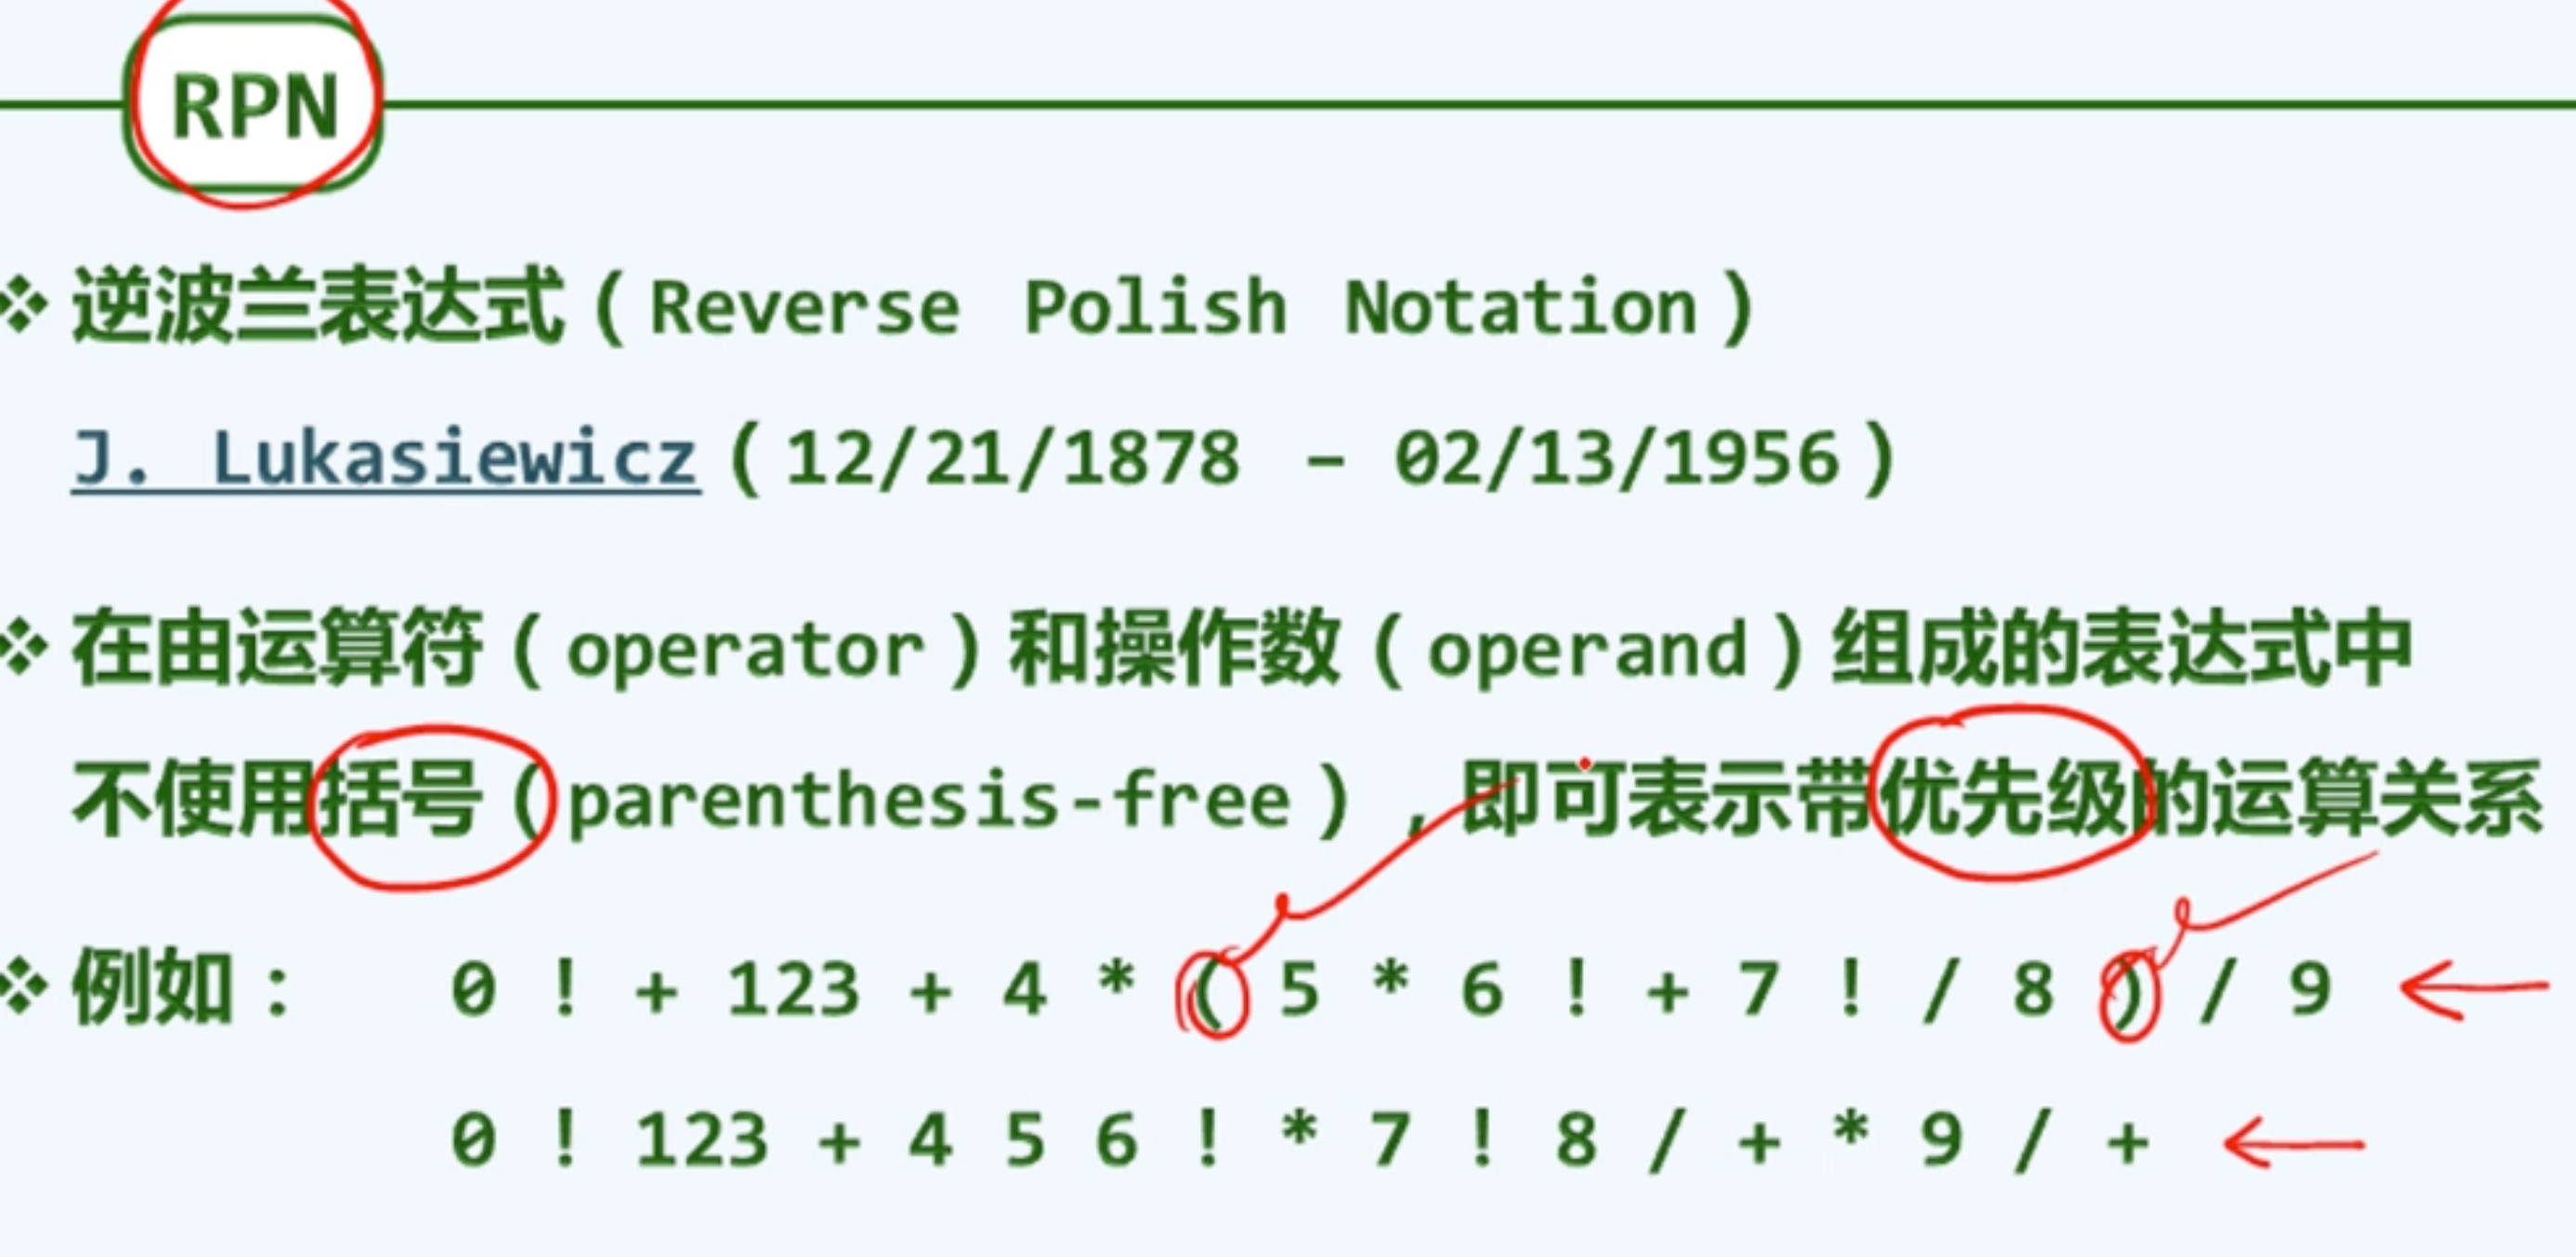 RPN
❖ 逆波兰表达式(Reverse Polish Notation)
J. Lukasiewicz(12/21/1878 – 02/13/1956)
❖ 在由运算符(operator)和操作数(operand)组成的表达式中
不使用括号(parenthesis-free),即可表示带优先级的运算关系
❖ 例如: 0 ! + 123 + 4 * ( 5 * 6 ! + 7 ! / 8 ) / 9
0 ! 123 + 4 5 6 ! * 7 ! 8 / + * 9 / +